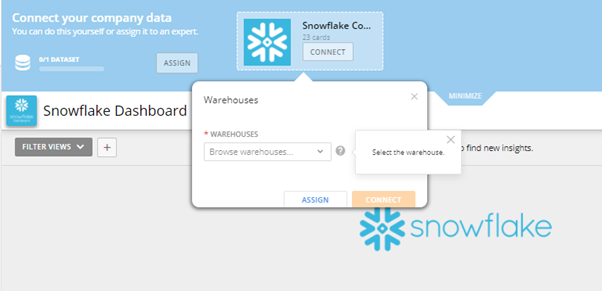 Connect your company data
You can do this yourself or assign it to an expert.
0/1 DATASET
ASSIGN
Snowflake Co...
23 cards
CONNECT
MINIMIZE
Snowflake Dashboard
Warehouses
* WAREHOUSES
Browse warehouses...
Select the warehouse.
ASSIGN
CONNECT
FILTER VIEWS
to find new insights.
snowflake